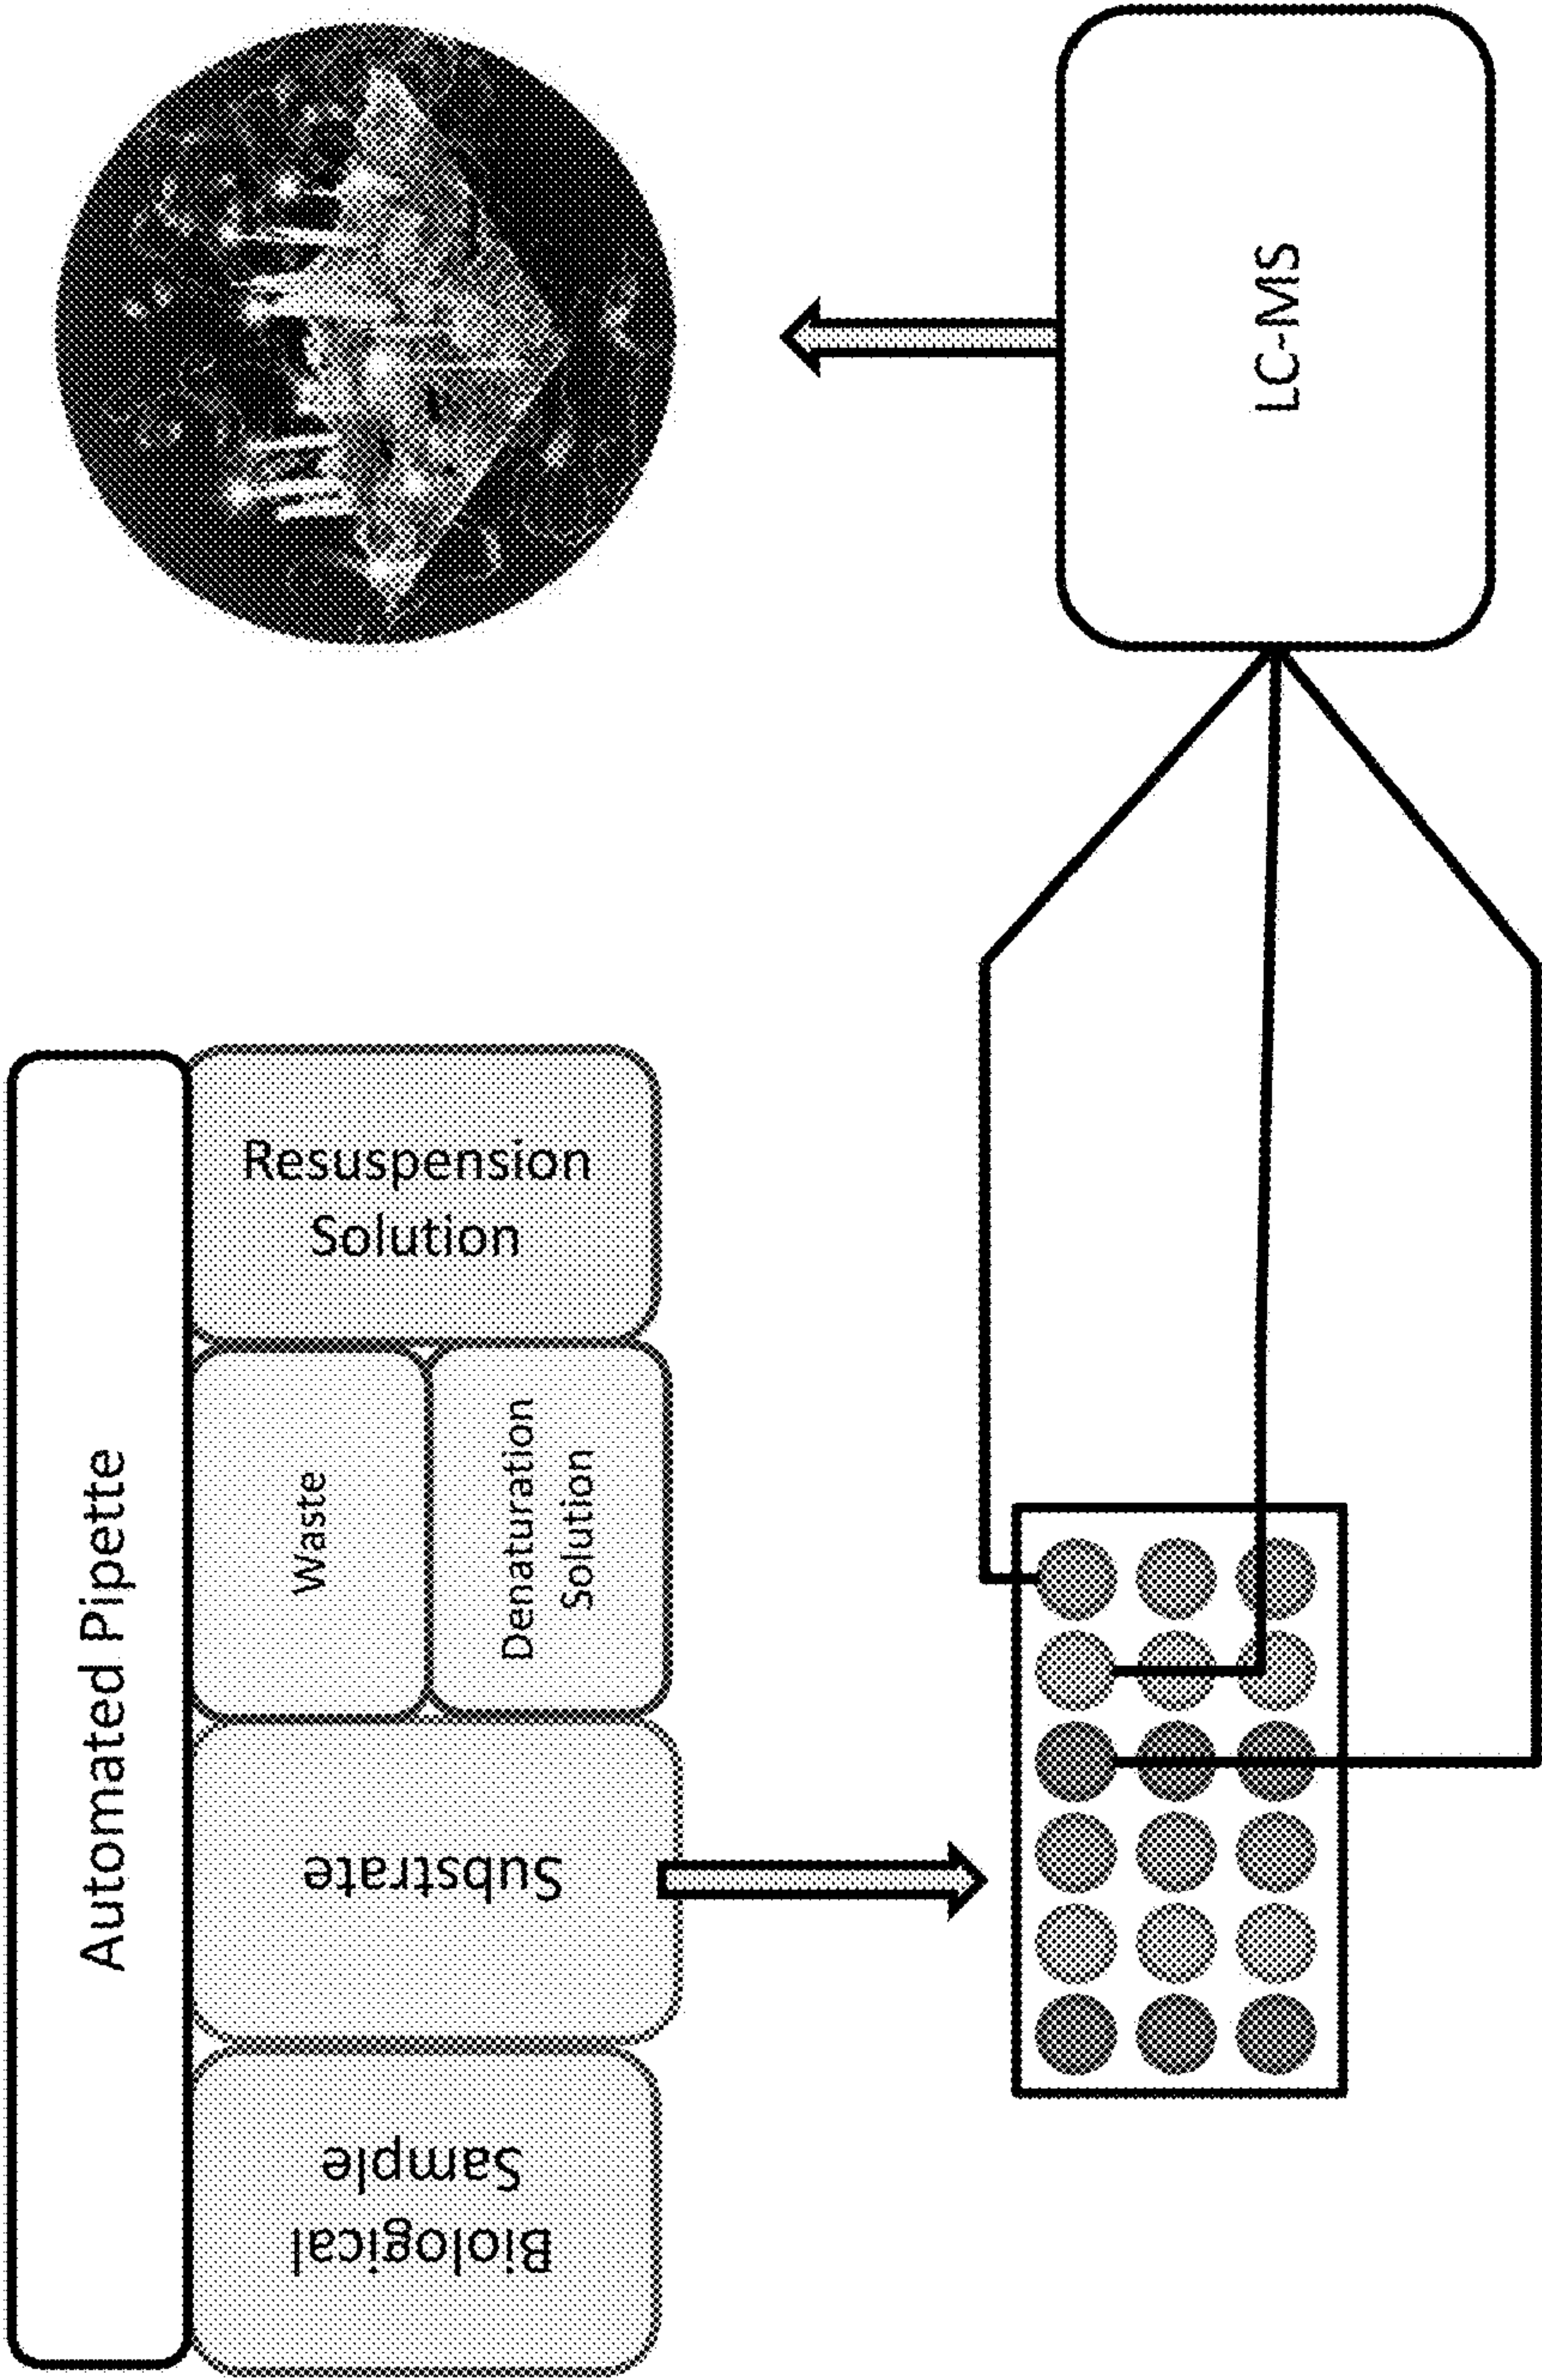 Automated Pipette
Biological
Sample
Substrate
Waste
Denaturation
Solution
Resuspension
Solution
LC-MS